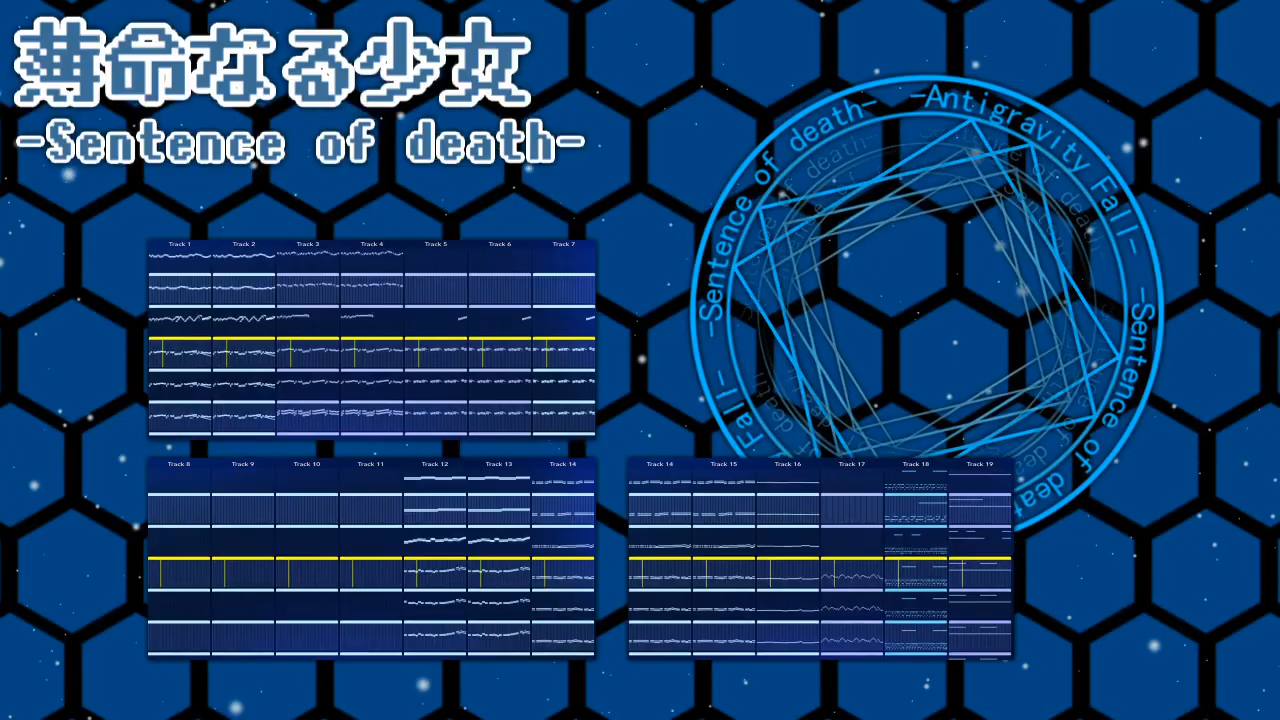 薄命なる少女
-Sentence of death-
-Sentence of death- -Antigravity Fall- -Sentence of death
Fall-
Track 1 Track 2 Track 3 Track 4 Track 5 Track 6 Track 7
Track 8 Track 9 Track 10 Track 11 Track 12 Track 13 Track 14
Track 14 Track 15 Track 16 Track 17 Track 18 Track 19